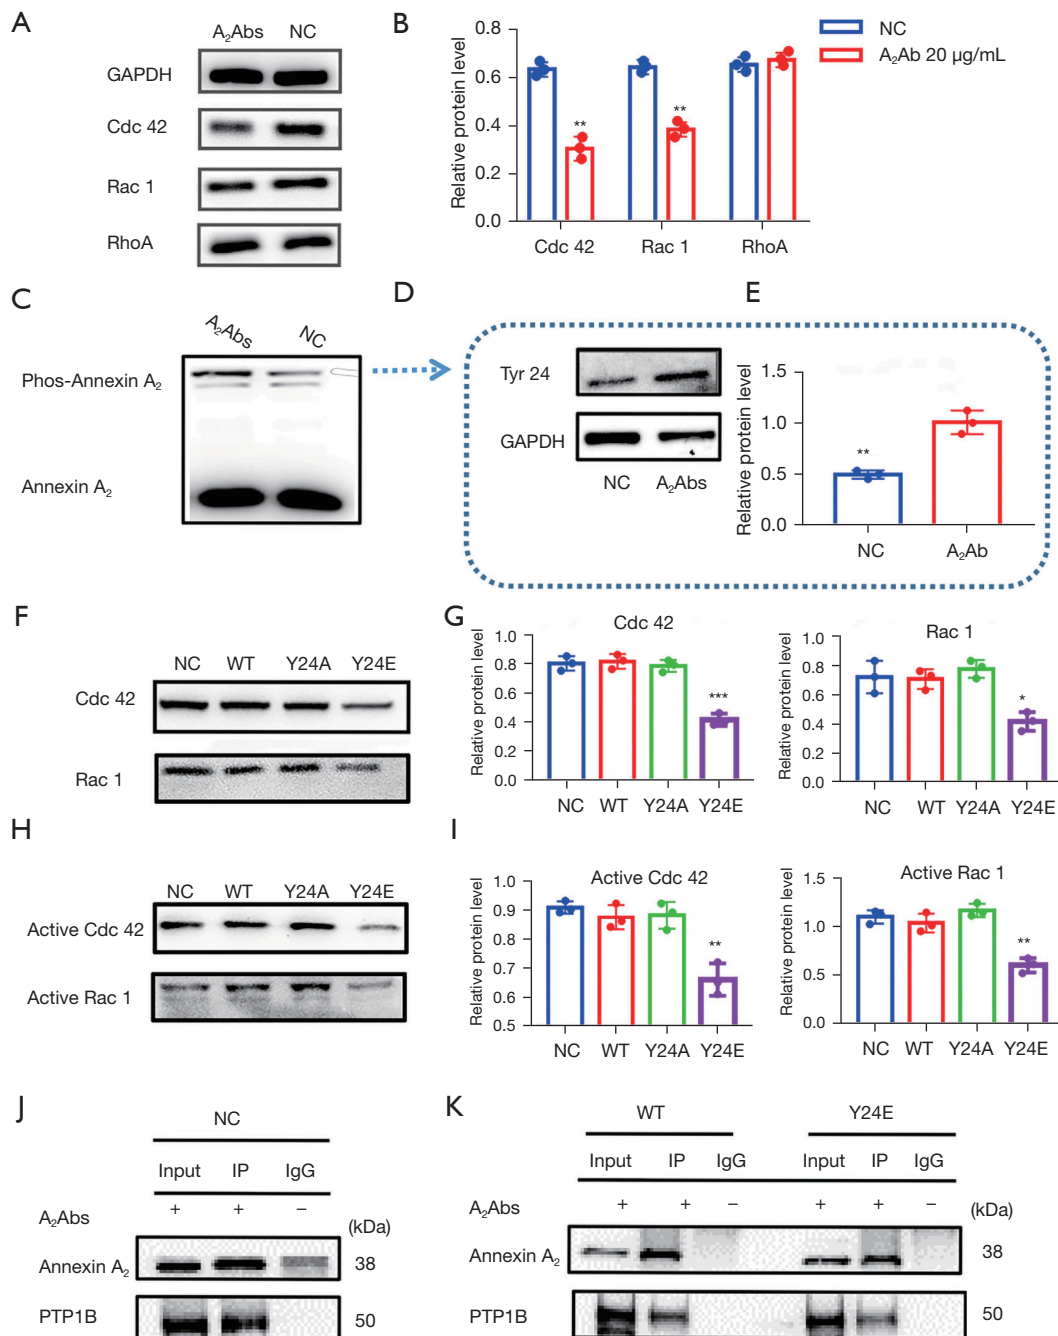 A
A₂Abs NC
GAPDH
Cdc 42
Rac 1
RhoA
B
Relative protein level
0.8
0.6
0.4
0.2
0.0
** **
Cdc 42 Rac 1 RhoA
NC
A₂Ab 20 µg/mL
C
A₂Abs NC
Phos-Annexin A₂
Annexin A₂
D
Tyr 24
GAPDH
NC A₂Abs
E
Relative protein level
1.5
1.0
0.5
0.0
**
NC A₂Ab
F
NC WT Y24A Y24E
Cdc 42
Rac 1
G
Cdc 42
Relative protein level
1.0
0.8
0.6
0.4
0.2
0.0
***
NC WT Y24A Y24E
Rac 1
Relative protein level
1.0
0.8
0.6
0.4
0.2
0.0
*
NC WT Y24A Y24E
H
NC WT Y24A Y24E
Active Cdc 42
Active Rac 1
I
Active Cdc 42
Relative protein level
1.0
0.9
0.8
0.7
0.6
0.5
**
NC WT Y24A Y24E
Active Rac 1
Relative protein level
1.5
1.0
0.5
0.0
**
NC WT Y24A Y24E
J
NC
Input IP IgG
A₂Abs + + −
(kDa)
Annexin A₂ 38
PTP1B 50
K
WT Y24E
Input IP IgG Input IP IgG
A₂Abs + + − + + − (kDa)
Annexin A₂ 38
PTP1B 50